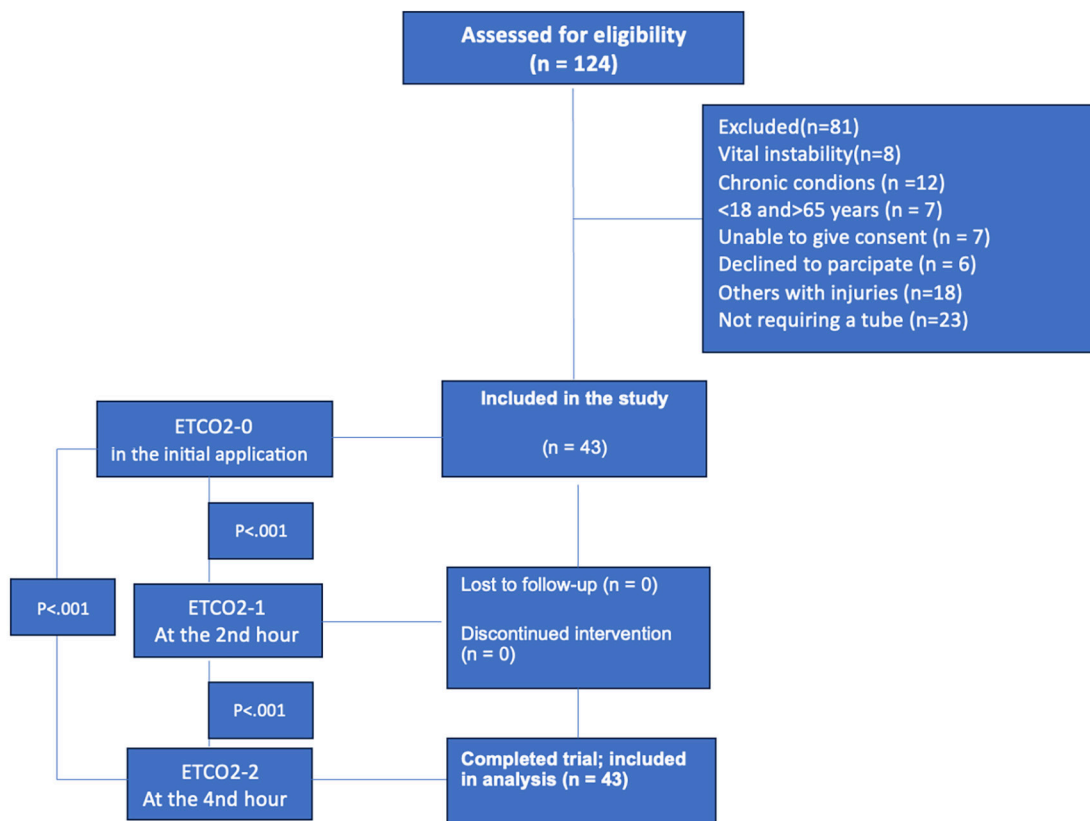 Assessed for eligibility
(n = 124)
Excluded(n=81)
Vital instability(n=8)
Chronic condions (n =12)
<18 and>65 years (n = 7)
Unable to give consent (n = 7)
Declined to parcipate (n = 6)
Others with injuries (n=18)
Not requiring a tube (n=23)
Included in the study
(n = 43)
ETCO2-0
in the initial application
P<.001
P<.001
ETCO2-1
At the 2nd hour
Lost to follow-up (n = 0)
Discontinued intervention
(n = 0)
P<.001
ETCO2-2
At the 4nd hour
Completed trial; included
in analysis (n = 43)